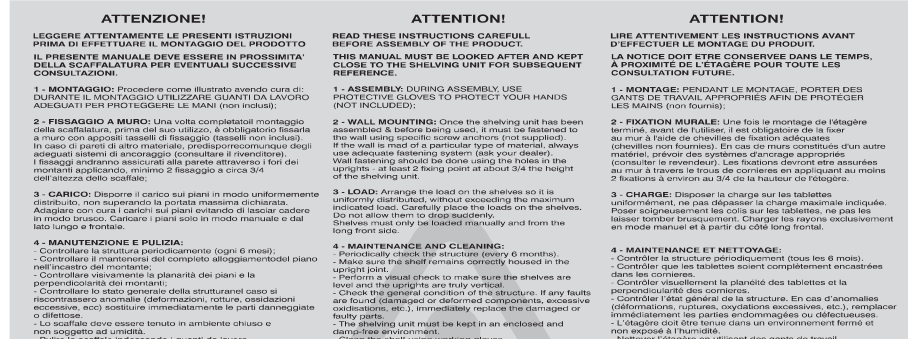 ATTENZIONE!
LEGGERE ATTENTAMENTE LE PRESENTI ISTRUZIONI
PRIMA DI EFFETTUARE IL MONTAGGIO DEL PRODOTTO
IL PRESENTE MANUALE DEVE ESSERE IN PROSSIMITA'
DELLA SCAFFALATURA PER EVENTUALI SUCCESSIVE
CONSULTAZIONI.
1 - MONTAGGIO: Procedere come illustrato avendo cura di:
DURANTE IL MONTAGGIO UTILIZZARE GUANTI DA LAVORO
ADEGUATI PER PROTEGGERE LE MANI (non inclusi);
2 - FISSAGGIO A MURO: Una volta completatoil montaggio
della scaffalatura, prima del suo utilizzo, è obbligatorio fissarla
a muro con appositi tasselli di fissaggio (tasselli non inclusi).
In caso di pareti di altro materiale, predisporrecomunque degli
adeguati sistemi di ancoraggio (consultare il rivenditore).
I fissaggi andranno assicurati alla parete attraverso i fori dei
montanti applicando, minimo 2 fissaggio a circa 3/4
dell'altezza dello scaffale;
3 - CARICO: Disporre il carico sui piani in modo uniformemente
distribuito, non superando la portata massima dichiarata.
Adagiare con cura i carichi sui piani evitando di lasciar cadere
in modo brusco. Caricare i piani solo in modo manuale e dal
lato lungo e frontale.
4 - MANUTENZIONE E PULIZIA:
- Controllare la struttura periodicamente (ogni 6 mesi);
- Controllare il mantenersi del completo alloggiamentodel piano
nell'incastro del montante;
- Controllare visivamente la planarità dei piani e la
perpendicolarità dei montanti;
- Controllare lo stato generale della strutturanel caso si
riscontrassero anomalie (deformazioni, rotture, ossidazioni
eccessive, ecc) sostituire immediatamente le parti danneggiate
o difettose.
- Lo scaffale deve essere tenuto in ambiente chiuso e
non soggeto ad umidità.
- Pulire lo scaffale indossando i guanti da lavoro
ATTENTION!
READ THESE INSTRUCTIONS CAREFULL
BEFORE ASSEMBLY OF THE PRODUCT.
THIS MANUAL MUST BE LOOKED AFTER AND KEPT
CLOSE TO THE SHELVING UNIT FOR SUBSEQUENT
REFERENCE.
1 - ASSEMBLY: DURING ASSEMBLY, USE
PROTECTIVE GLOVES TO PROTECT YOUR HANDS
(NOT INCLUDED);
2 - WALL MOUNTING: Once the shelving unit has been
assembled & before being used, it must be fastened to
the wall using specific screw anchors (not supplied).
If the wall is mad of a particular type of material, always
use adequate fastening system (ask your dealer).
Wall fastening should be done using the holes in the
uprights - at least 2 fixing point at about 3/4 the height
of the shelving unit.
3 - LOAD: Arrange the load on the shelves so it is
uniformly distributed, without exceeding the maximum
indicated load. Carefully place the loads on the shelves.
Do not allow them to drop suddenly.
Shelves must only be loaded manually and from the
long front side.
4 - MAINTENANCE AND CLEANING:
- Periodically check the structure (every 6 months).
- Make sure the shelf remains correctly housed in the
upright joint.
- Perform a visual check to make sure the shelves are
level and the uprights are truly vertical.
- Check the general condition of the structure. If any faults
are found (damaged or deformed components, excessive
oxidisations, etc.), immediately replace the damaged or
faulty parts.
- The shelving unit must be kept in an enclosed and
damp-free environment.
- Clean the shelf using working gloves
ATTENTION!
LIRE ATTENTIVEMENT LES INSTRUCTIONS AVANT
D'EFFECTUER LE MONTAGE DU PRODUIT.
LA NOTICE DOIT ÊTRE CONSERVEE DANS LE TEMPS,
À PROXIMITÉ DE L'ÉTAGÈRE POUR TOUTE LES
CONSULTATION FUTURE.
1 - MONTAGE: PENDANT LE MONTAGE, PORTER DES
GANTS DE TRAVAIL APPROPRIÉS AFIN DE PROTÉGER
LES MAINS (non fournis);
2 - FIXATION MURALE: Une fois le montage de l'étagère
terminé, avant de l'utiliser, il est obligatoire de la fixer
au mur à l'aide de chevilles de fixation adéquates
(chevilles non fournies). En cas de murs constitués d'un autre
matériel, prévoir des systèmes d'ancrage appropriés
(consulter le revendeur). Les fixations devront etre assurées
au mur à travers le trous de cornieres en appliquant au moins
2 fixations à environ au 3/4 de la hauteur de l'étegère.
3 - CHARGE: Disposer la charge sur les tablettes
uniformément, ne pas dépasser la charge maximale indiquée.
Poser soigneusement les colis sur les tablettes, ne pas les
laisser tomber brusquement. Charger les rayons exclusivement
en mode manuel et à partir du côté long frontal.
4 - MAINTENANCE ET NETTOYAGE:
- Contrôler la structure périodiquement (tous les 6 mois).
- Contrôler que les tablettes soient complètement encastrées
dans les cornieres.
- Contrôler visuellement la planéité des tablettes et la
perpendicularité des cornieres.
- Contrôler l'état général de la structure. En cas d'anomalies
(déformations, ruptures, oxydations excessives, etc.), remplacer
immédiatement les parties endommagées ou défectueuses.
- L'étagère doit être tenue dans un environnement fermé et
non exposé à l'humidité.
- Nettoyer l'étagère en utilisant des gants de travail